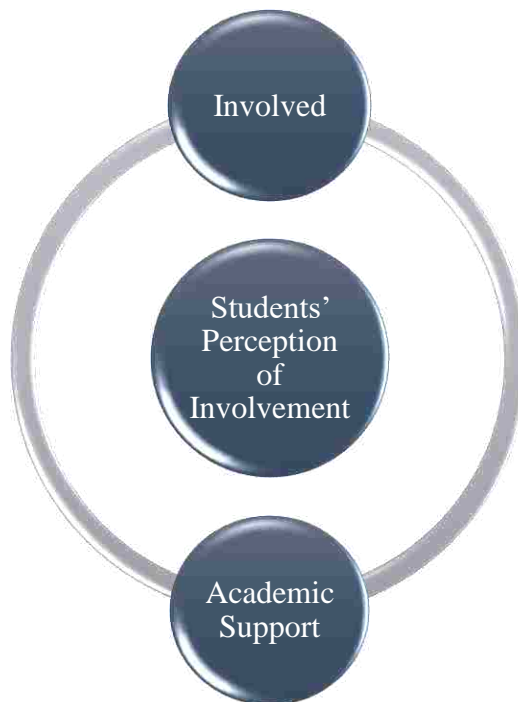 Involved
Students’
Perception
of
Involvement
Academic
Support